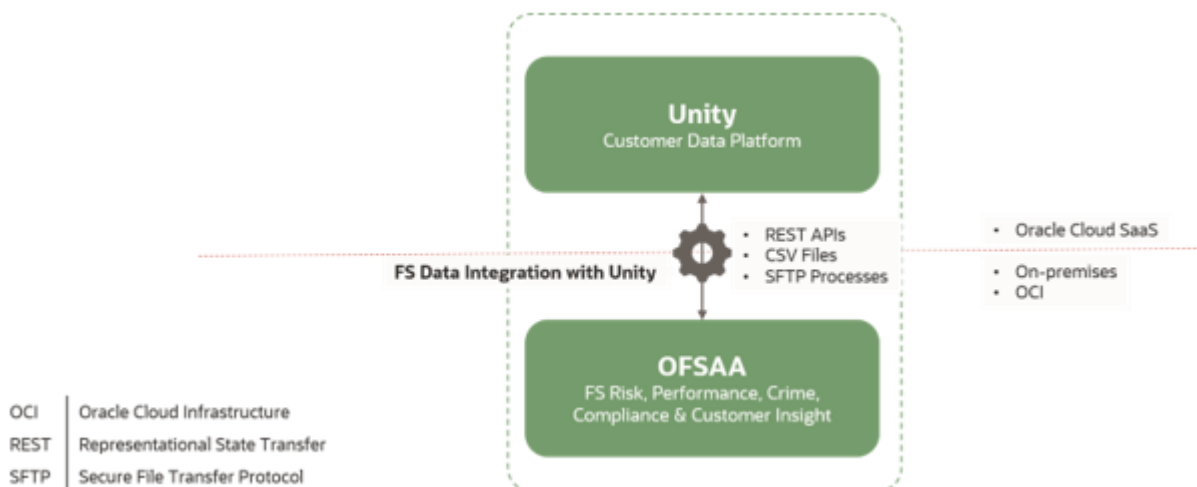 Unity
Customer Data Platform
• REST APIs
• CSV Files
• SFTP Processes
• Oracle Cloud SaaS
FS Data Integration with Unity
• On-premises
• OCI
OFSAA
FS Risk, Performance, Crime,
Compliance & Customer Insight
OCI Oracle Cloud Infrastructure
REST Representational State Transfer
SFTP Secure File Transfer Protocol